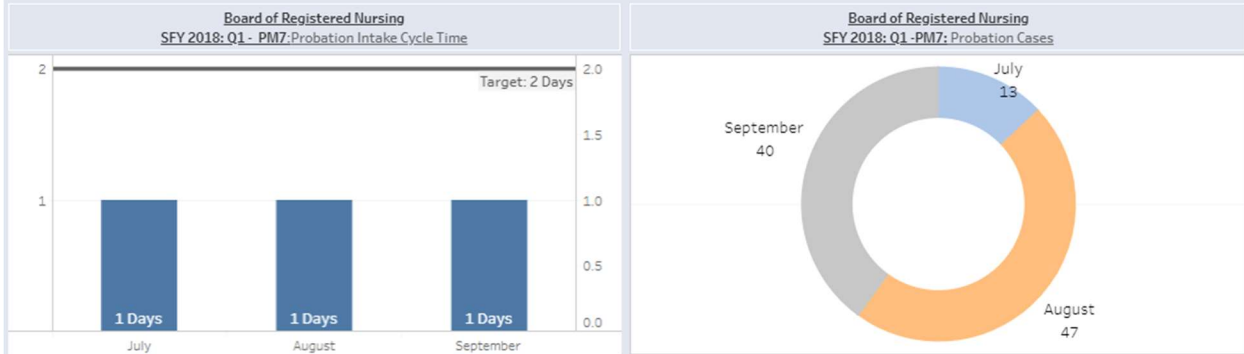 Board of Registered Nursing
SFY 2018: Q1 - PM7:Probation Intake Cycle Time
2
2.0
Target: 2 Days
1.5
1
1.0
0.5
0.0
1 Days
1 Days
1 Days
July
August
September
Board of Registered Nursing
SFY 2018: Q1 -PM7: Probation Cases
July
13
September
40
August
47